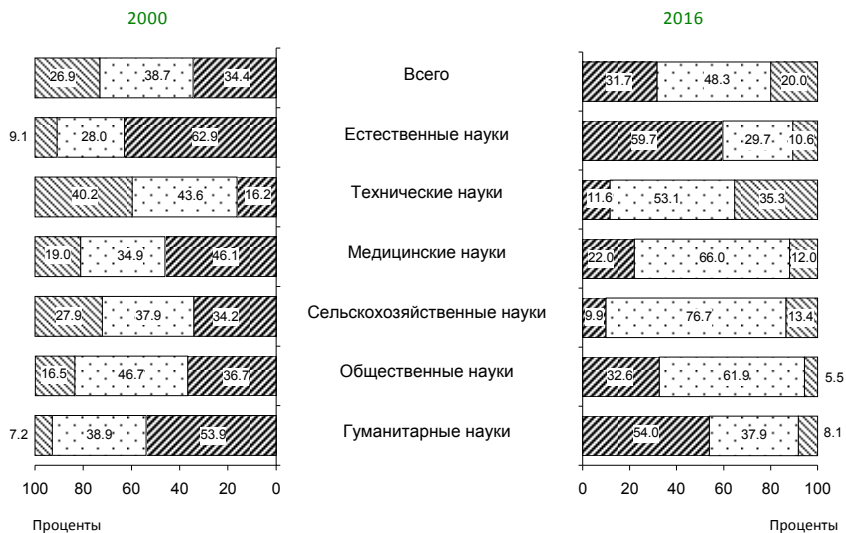 2000 2016
26.9 38.7 34.4 Всего 31.7 48.3 20.0
9.1 28.0 62.9 Естественные науки 59.7 29.7 10.6
40.2 43.6 16.2 Технические науки 11.6 53.1 35.3
19.0 34.9 46.1 Медицинские науки 22.0 66.0 12.0
27.9 37.9 34.2 Сельскохозяйственные науки 9.9 76.7 13.4
16.5 46.7 36.7 Общественные науки 32.6 61.9 5.5
7.2 38.9 53.9 Гуманитарные науки 54.0 37.9 8.1
100 80 60 40 20 0 0 20 40 60 80 100
Проценты Проценты